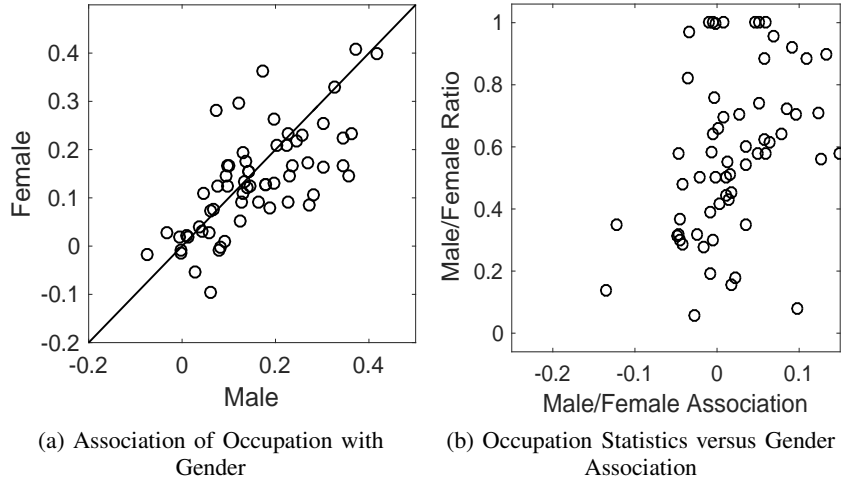 0.4
0.3
0.2
0.1
0
-0.1
-0.2
Female
-0.2 0 0.2 0.4
Male
(a) Association of Occupation with
Gender
1
0.8
0.6
0.4
0.2
0
Male/Female Ratio
-0.2 -0.1 0 0.1
Male/Female Association
(b) Occupation Statistics versus Gender
Association